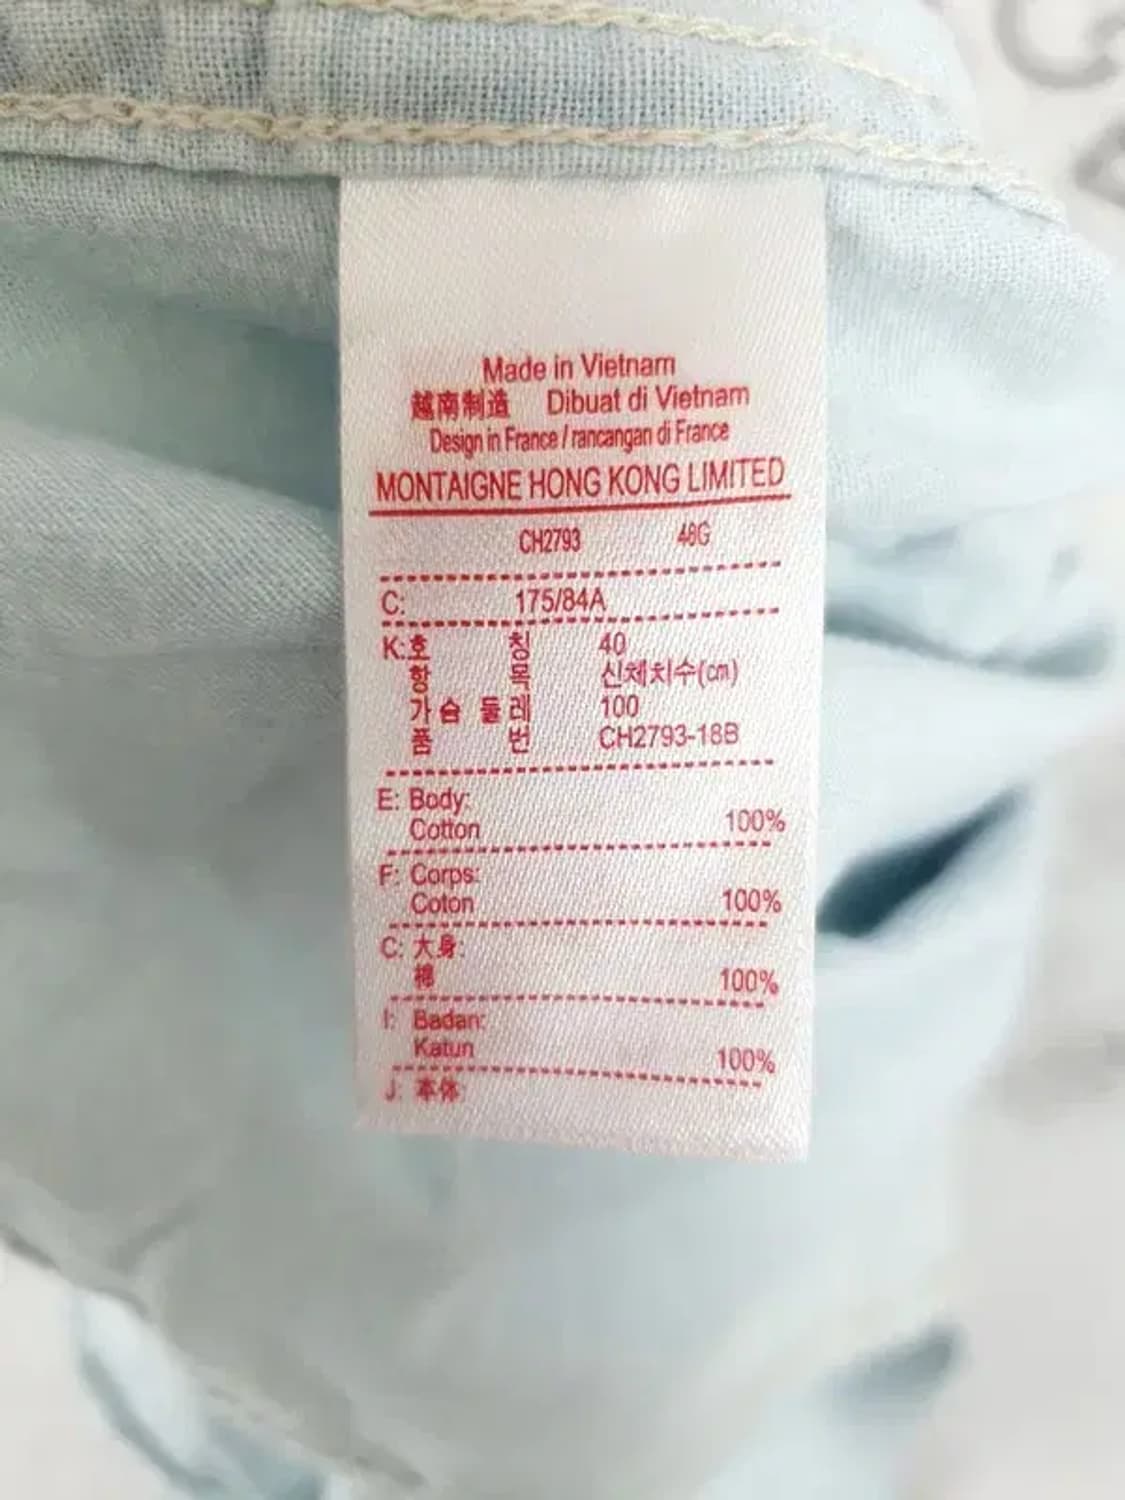 Made in Vietnam
越南制造 Dibuat di Vietnam
Design in France / rancangan di France
MONTAIGNE HONG KONG LIMITED
CH2793 48G
C: 175/84A
K:호 칭 40
항 목 신체치수(cm)
가 슴 둘 레 100
품 번 CH2793-18B
E: Body:
Cotton 100%
F: Corps:
Coton 100%
C: 大身:
棉 100%
I: Badan:
Katun 100%
J: 本体